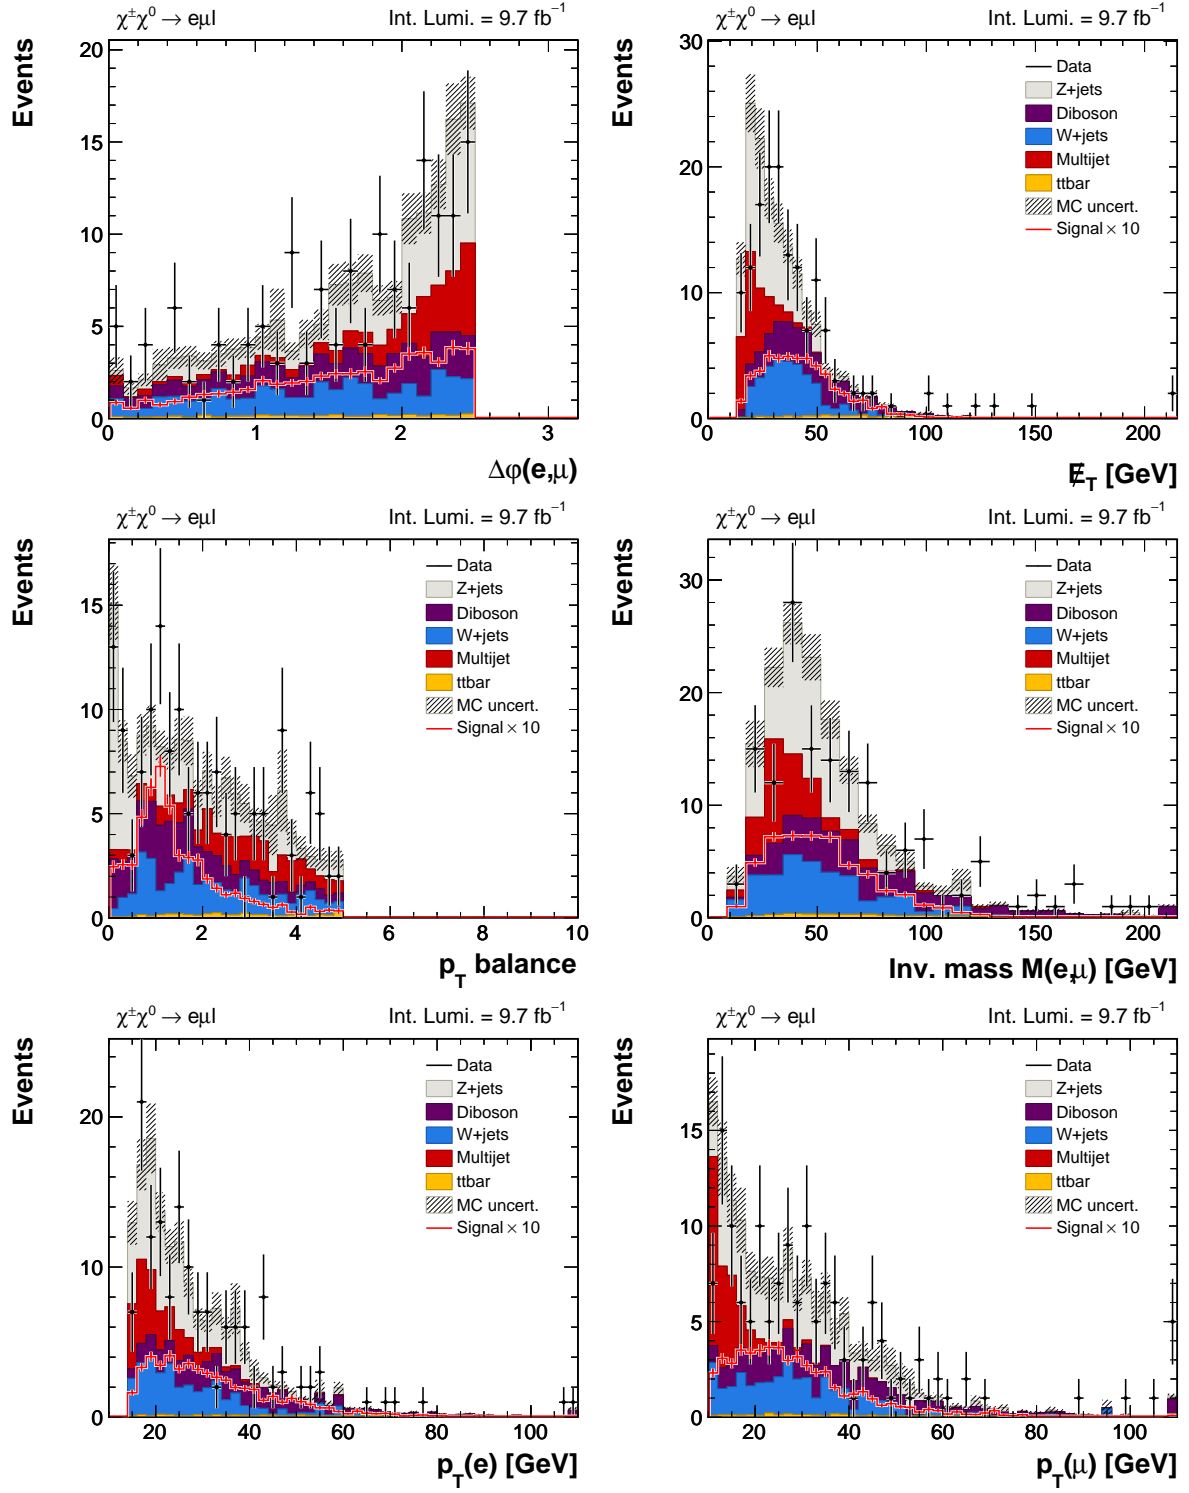 χ±χ⁰ → eμl Int. Lumi. = 9.7 fb⁻¹
Events
20
15
10
5
0
0 1 2 3
Δφ(e,μ)
χ±χ⁰ → eμl Int. Lumi. = 9.7 fb⁻¹
Events
30
20
10
0
Data
Z+jets
Diboson
W+jets
Multijet
ttbar
MC uncert.
Signal × 10
0 50 100 150 200
E̸_T [GeV]
χ±χ⁰ → eμl Int. Lumi. = 9.7 fb⁻¹
Events
15
10
5
0
Data
Z+jets
Diboson
W+jets
Multijet
ttbar
MC uncert.
Signal × 10
0 2 4 6 8 10
p_T balance
χ±χ⁰ → eμl Int. Lumi. = 9.7 fb⁻¹
Events
30
20
10
0
Data
Z+jets
Diboson
W+jets
Multijet
ttbar
MC uncert.
Signal × 10
0 50 100 150 200
Inv. mass M(e,μ) [GeV]
χ±χ⁰ → eμl Int. Lumi. = 9.7 fb⁻¹
Events
20
10
0
Data
Z+jets
Diboson
W+jets
Multijet
ttbar
MC uncert.
Signal × 10
20 40 60 80 100
p_T(e) [GeV]
χ±χ⁰ → eμl Int. Lumi. = 9.7 fb⁻¹
Events
15
10
5
0
Data
Z+jets
Diboson
W+jets
Multijet
ttbar
MC uncert.
Signal × 10
20 40 60 80 100
p_T(μ) [GeV]